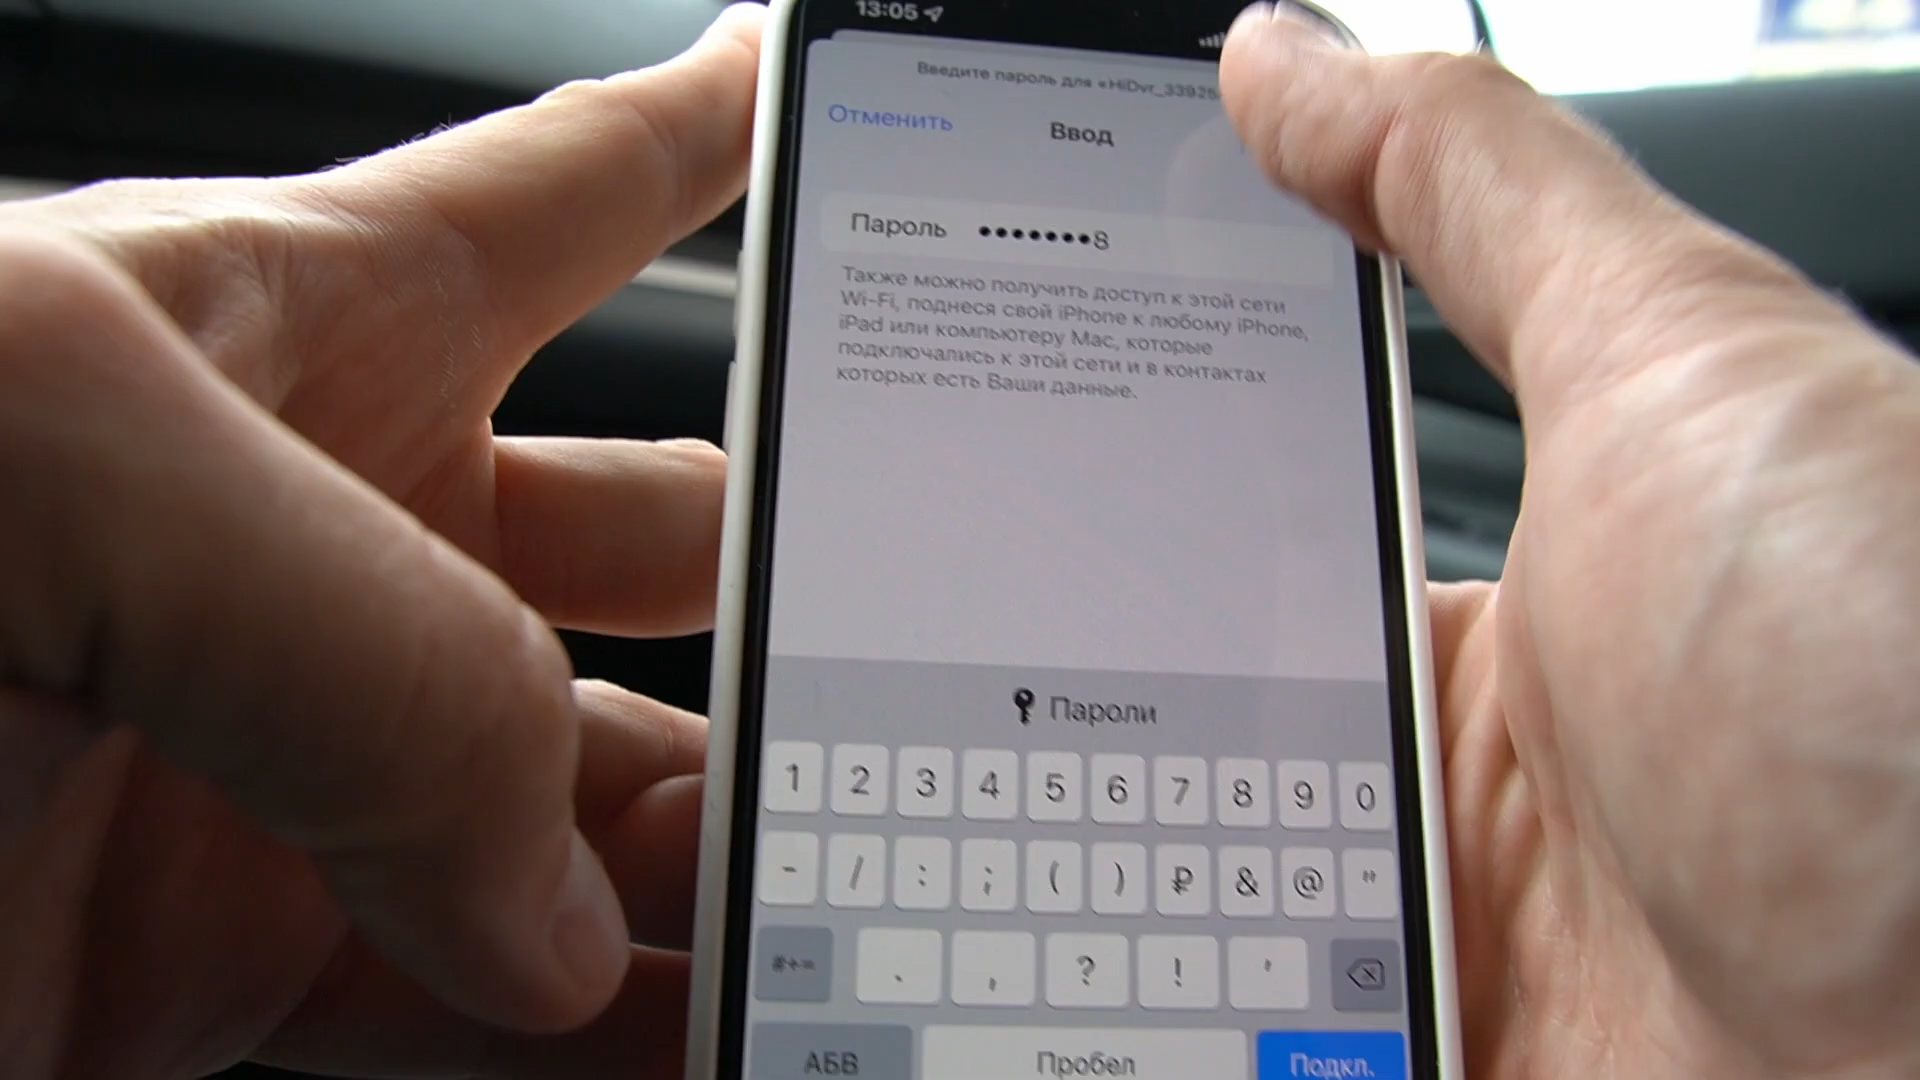 13:05
Введите пароль для «HiDvr_33925
Отменить
Ввод
Пароль •••••••8
Также можно получить доступ к этой сети
Wi-Fi, поднеся свой iPhone к любому iPhone,
iPad или компьютеру Mac, которые
подключались к этой сети и в контактах
которых есть Ваши данные.
Пароли
1 2 3 4 5 6 7 8 9 0
- / : ; ( ) ₽ & @ "
#+= . , ? ! '
АБВ Пробел Подкл.